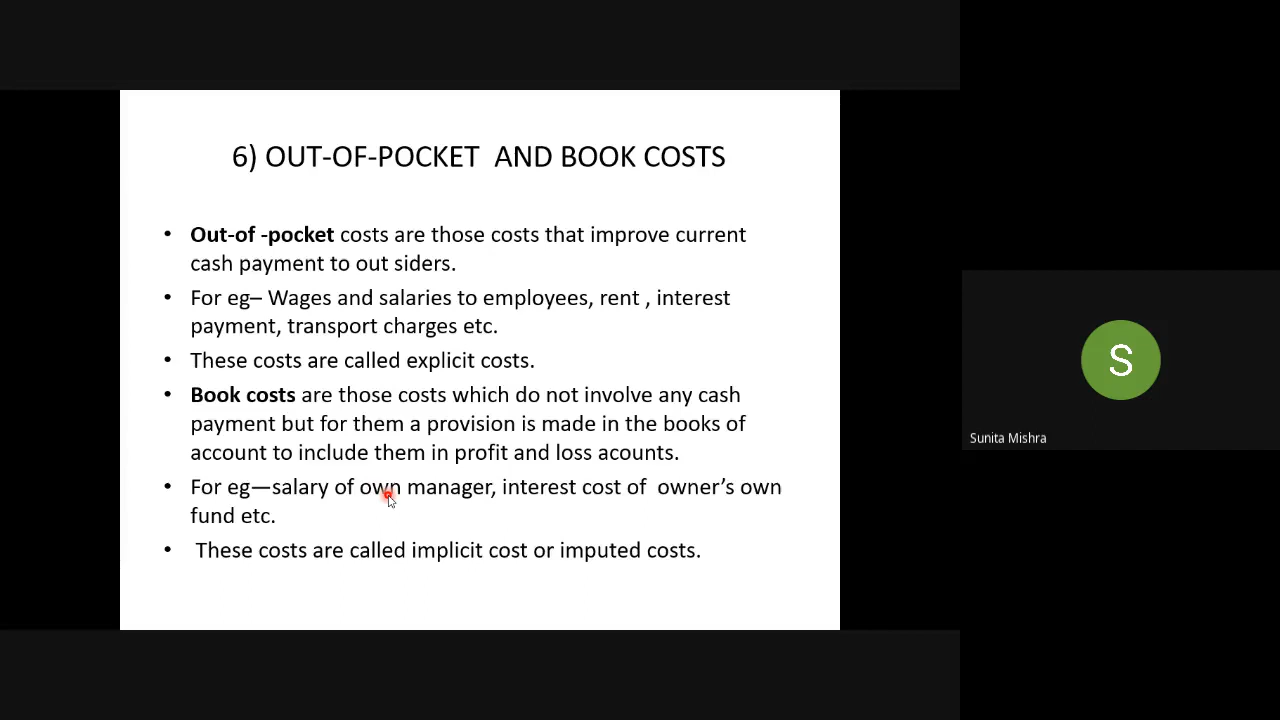 6) OUT-OF-POCKET AND BOOK COSTS
• Out-of -pocket costs are those costs that improve current
cash payment to out siders.
• For eg– Wages and salaries to employees, rent , interest
payment, transport charges etc.
• These costs are called explicit costs.
• Book costs are those costs which do not involve any cash
payment but for them a provision is made in the books of
account to include them in profit and loss acounts.
• For eg—salary of own manager, interest cost of owner’s own
fund etc.
• These costs are called implicit cost or imputed costs.
S
Sunita Mishra